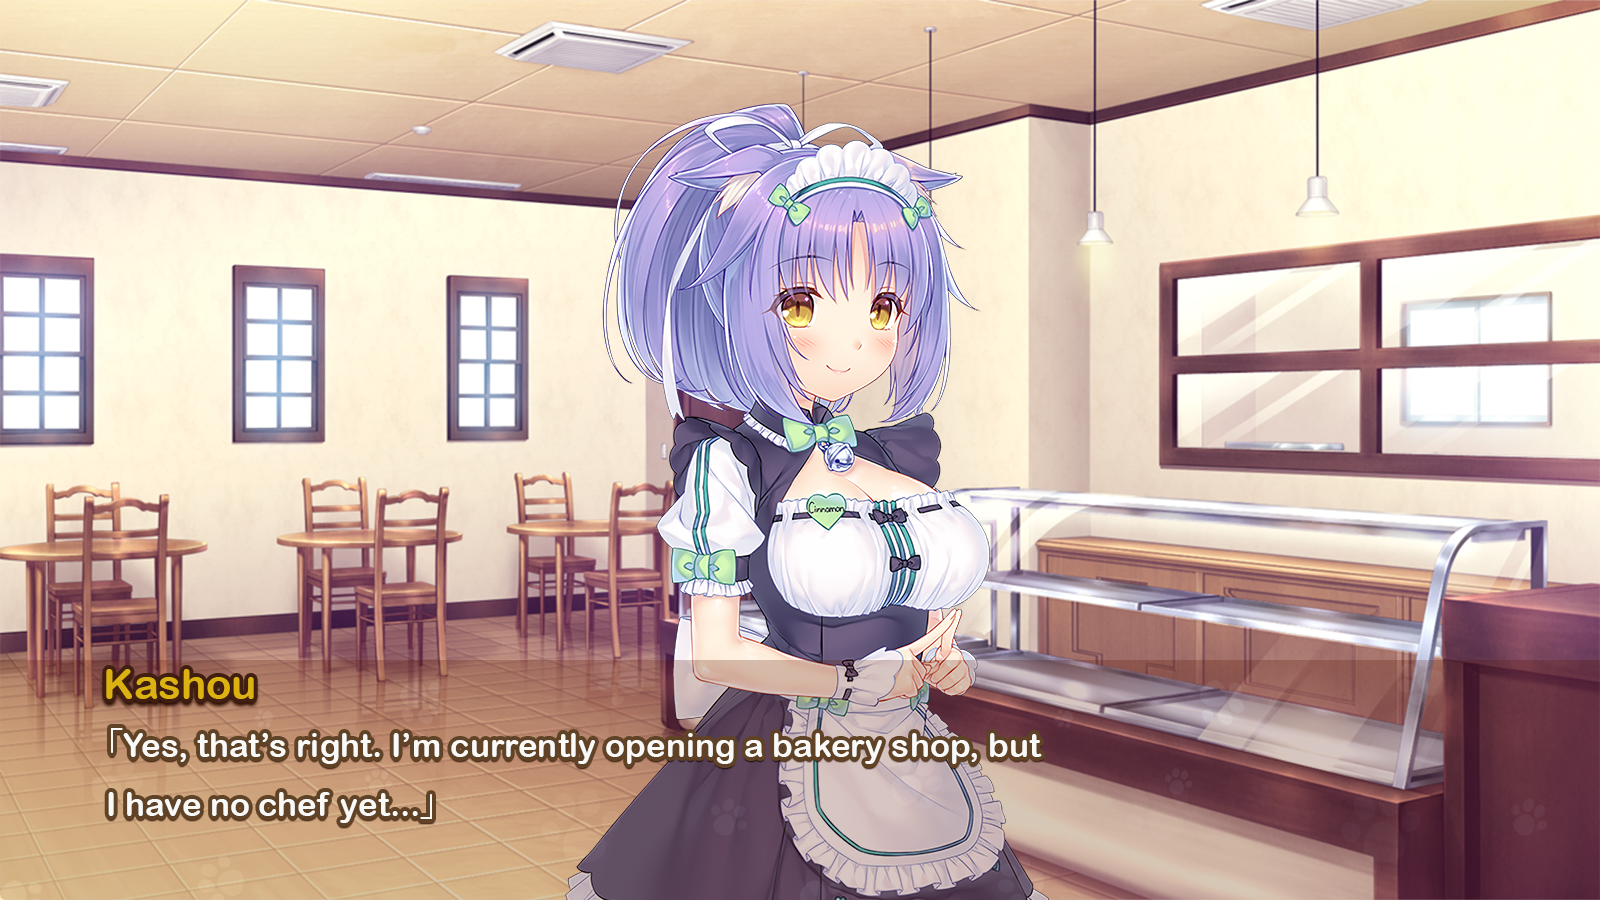 Cinnamon
Kashou
「Yes, that's right. I'm currently opening a bakery shop, but
I have no chef yet...」